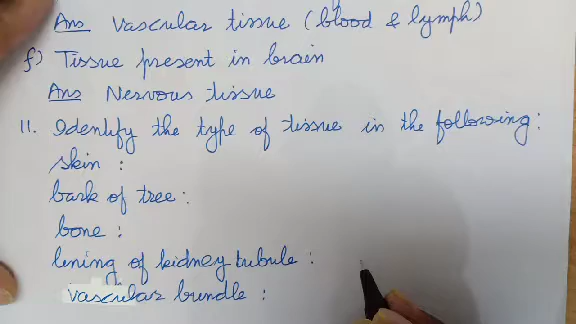 Ans Vascular tissue (blood & lymph)
f) Tissue present in brain
Ans Nervous tissue
11. Identify the type of tissue in the following:
skin :
bark of tree:
bone :
lining of kidney tubule :
vascular bundle :